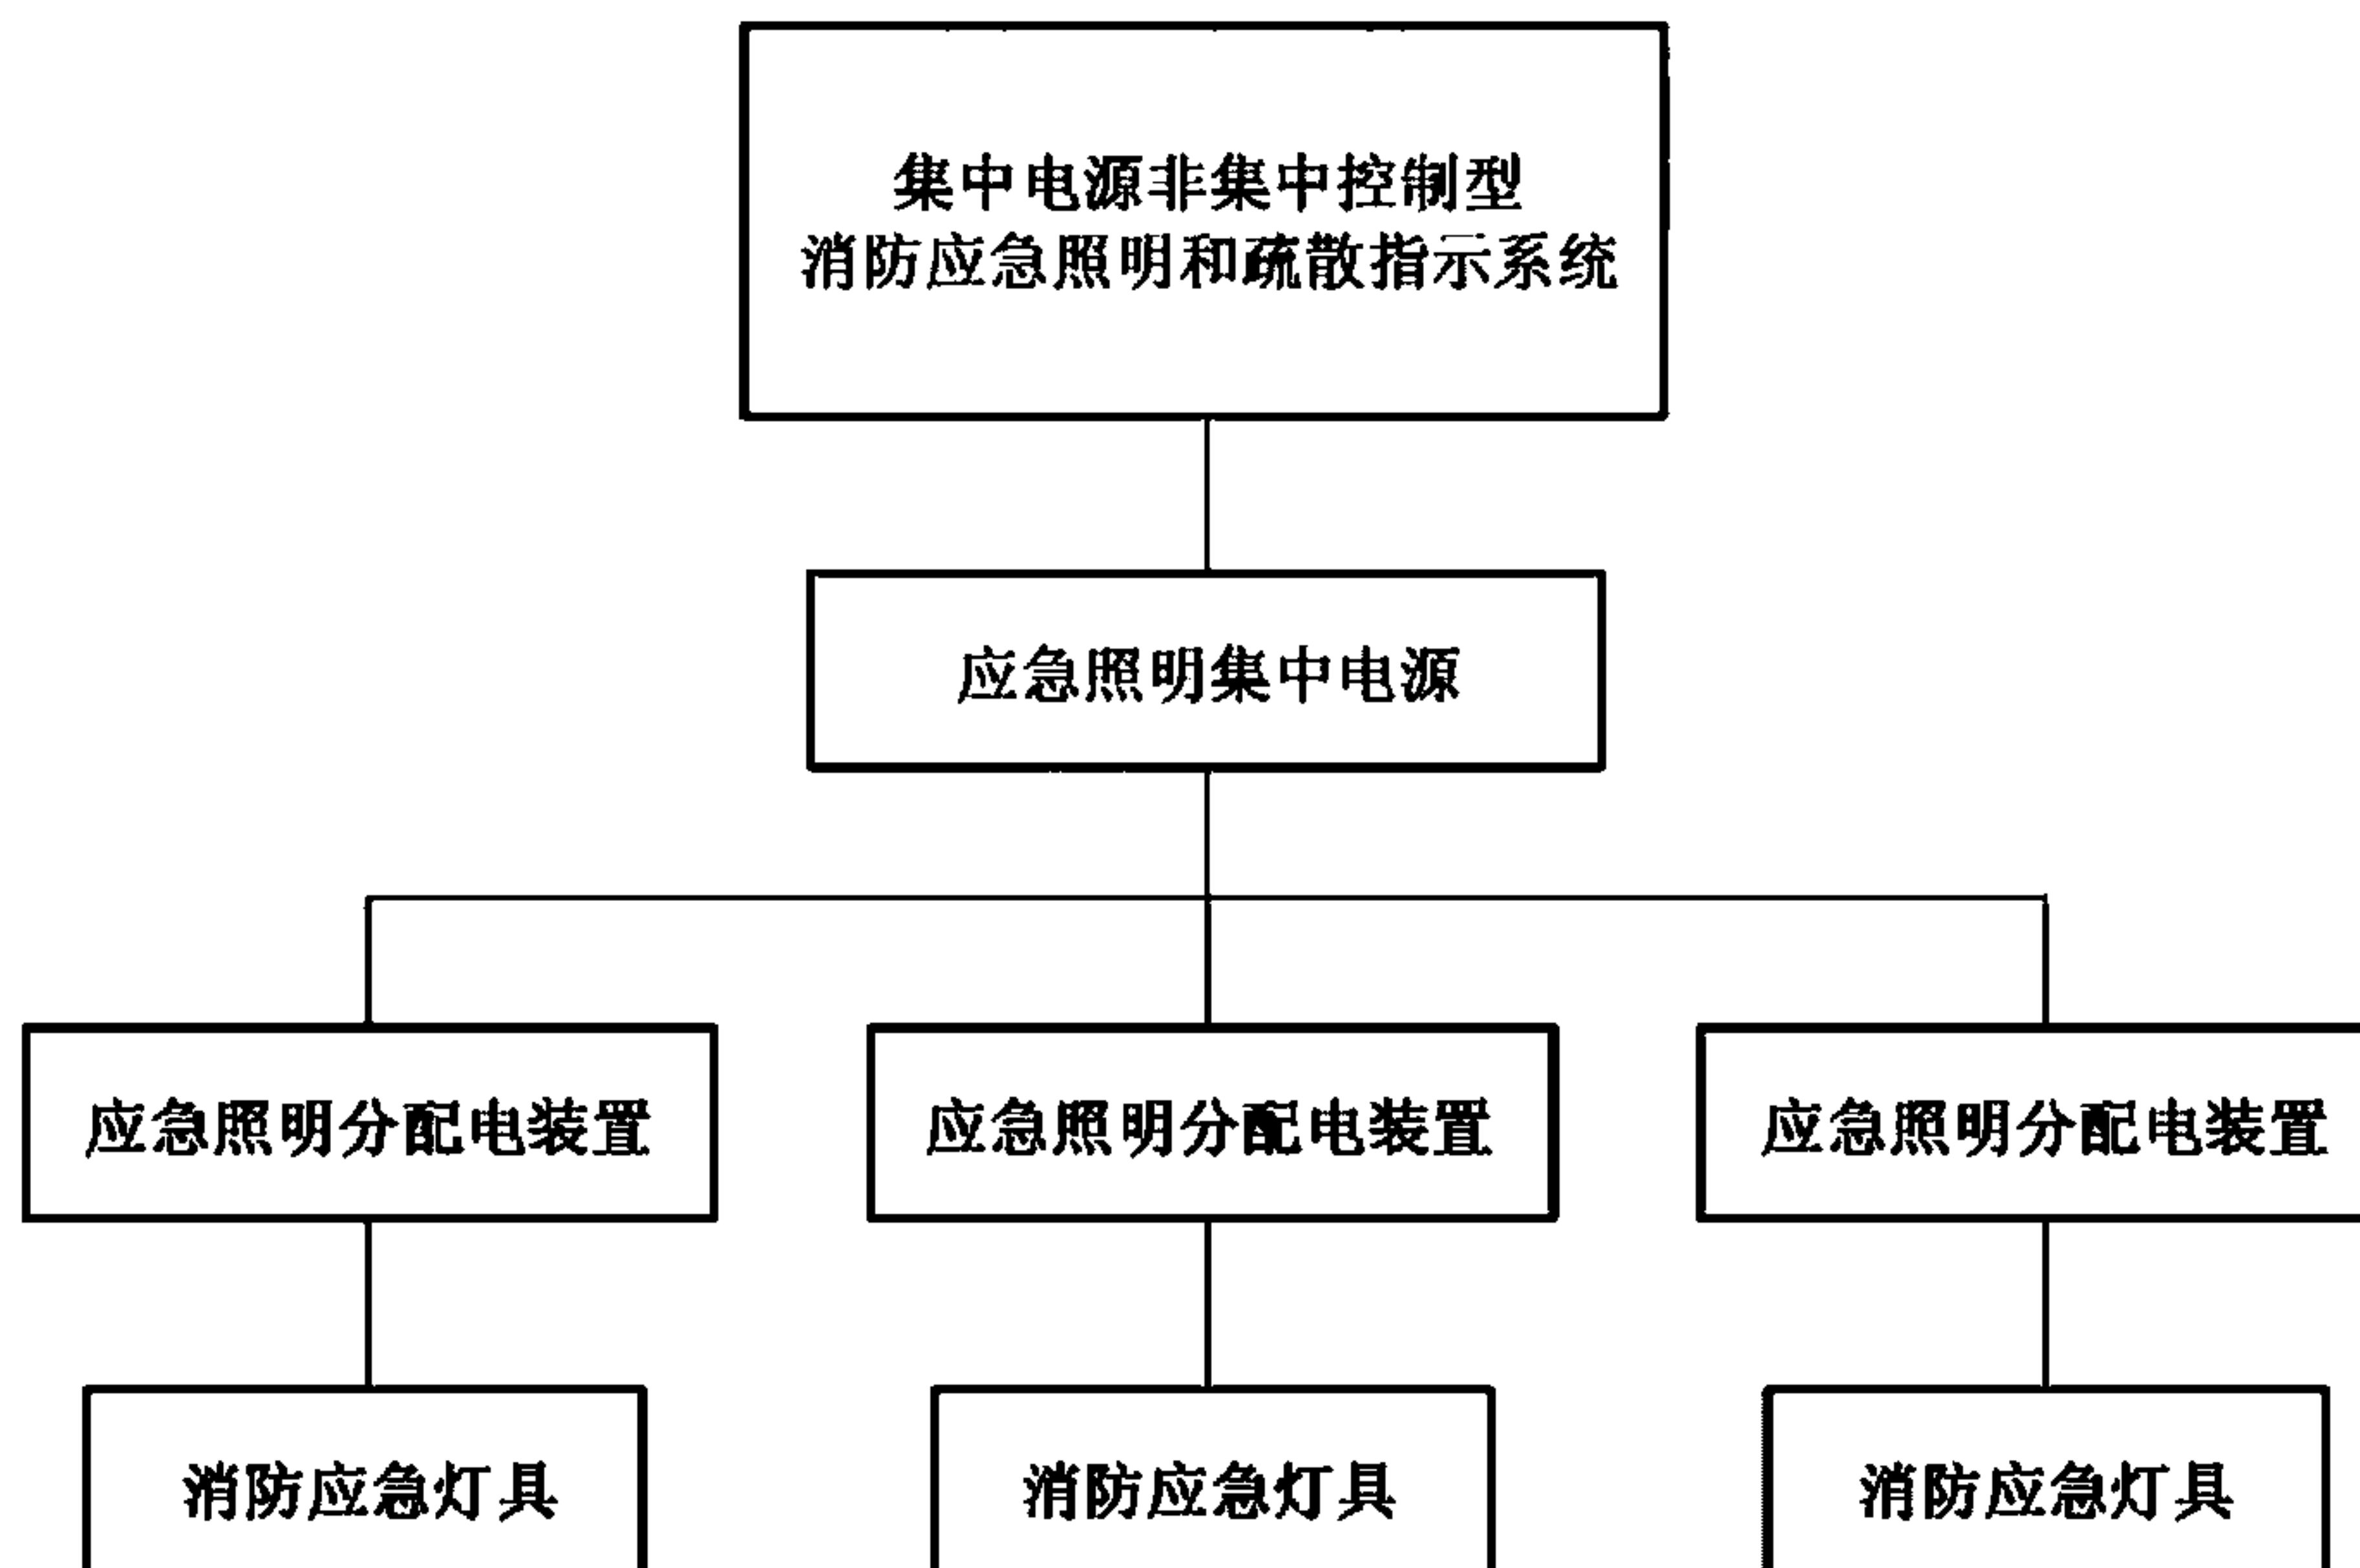 集中电源非集中控制型
消防应急照明和疏散指示系统
应急照明集中电源
应急照明分配电装置
应急照明分配电装置
应急照明分配电装置
消防应急灯具
消防应急灯具
消防应急灯具